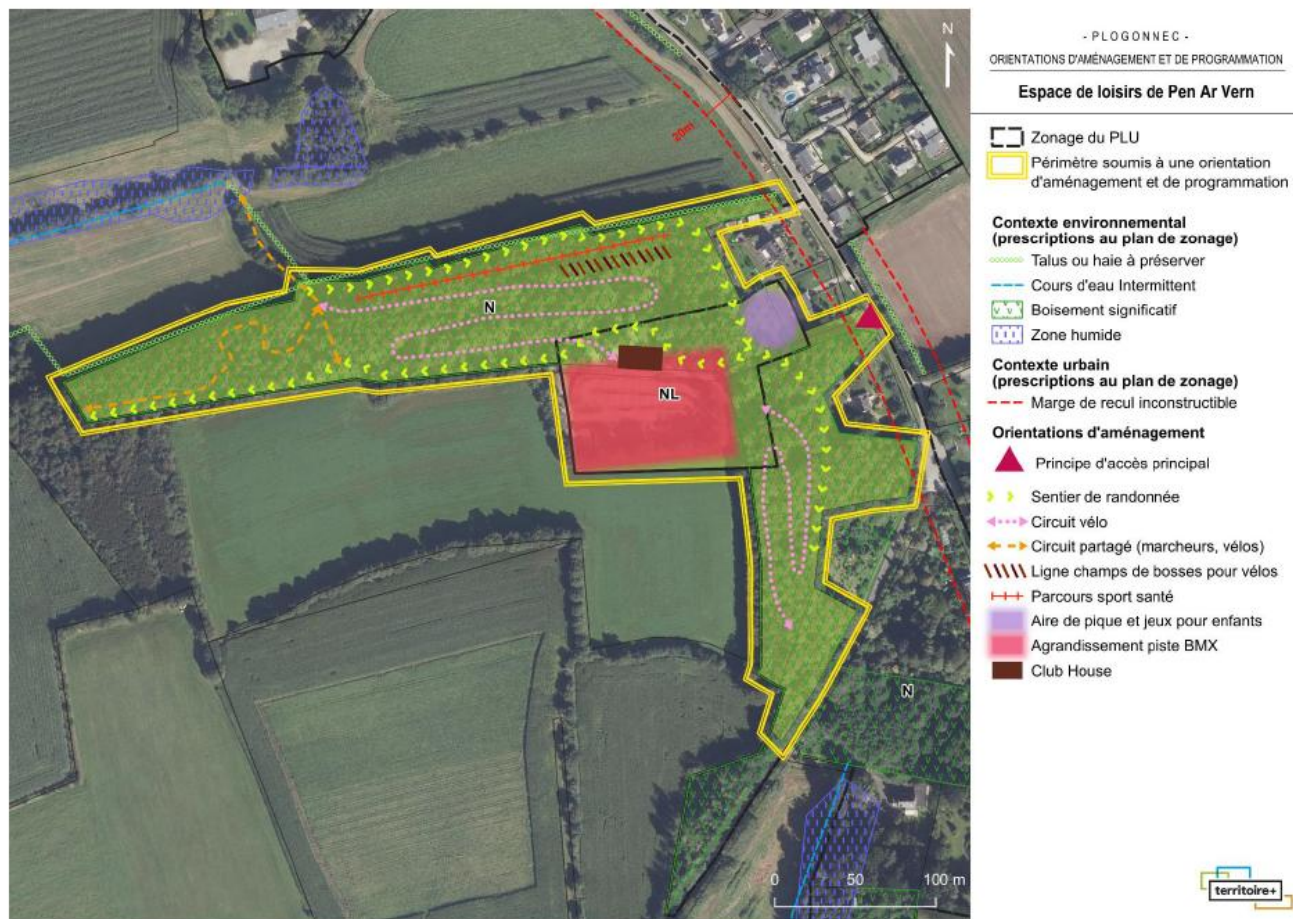 N
20m
N
NL
N
0 50 100 m
- PLOGONNEC -
ORIENTATIONS D'AMÉNAGEMENT ET DE PROGRAMMATION
Espace de loisirs de Pen Ar Vern
Zonage du PLU
Périmètre soumis à une orientation
d'aménagement et de programmation
Contexte environnemental
(prescriptions au plan de zonage)
Talus ou haie à préserver
Cours d'eau Intermittent
Boisement significatif
Zone humide
Contexte urbain
(prescriptions au plan de zonage)
Marge de recul inconstructible
Orientations d'aménagement
Principe d'accès principal
Sentier de randonnée
Circuit vélo
Circuit partagé (marcheurs, vélos)
Ligne champs de bosses pour vélos
Parcours sport santé
Aire de pique et jeux pour enfants
Agrandissement piste BMX
Club House
territoire+